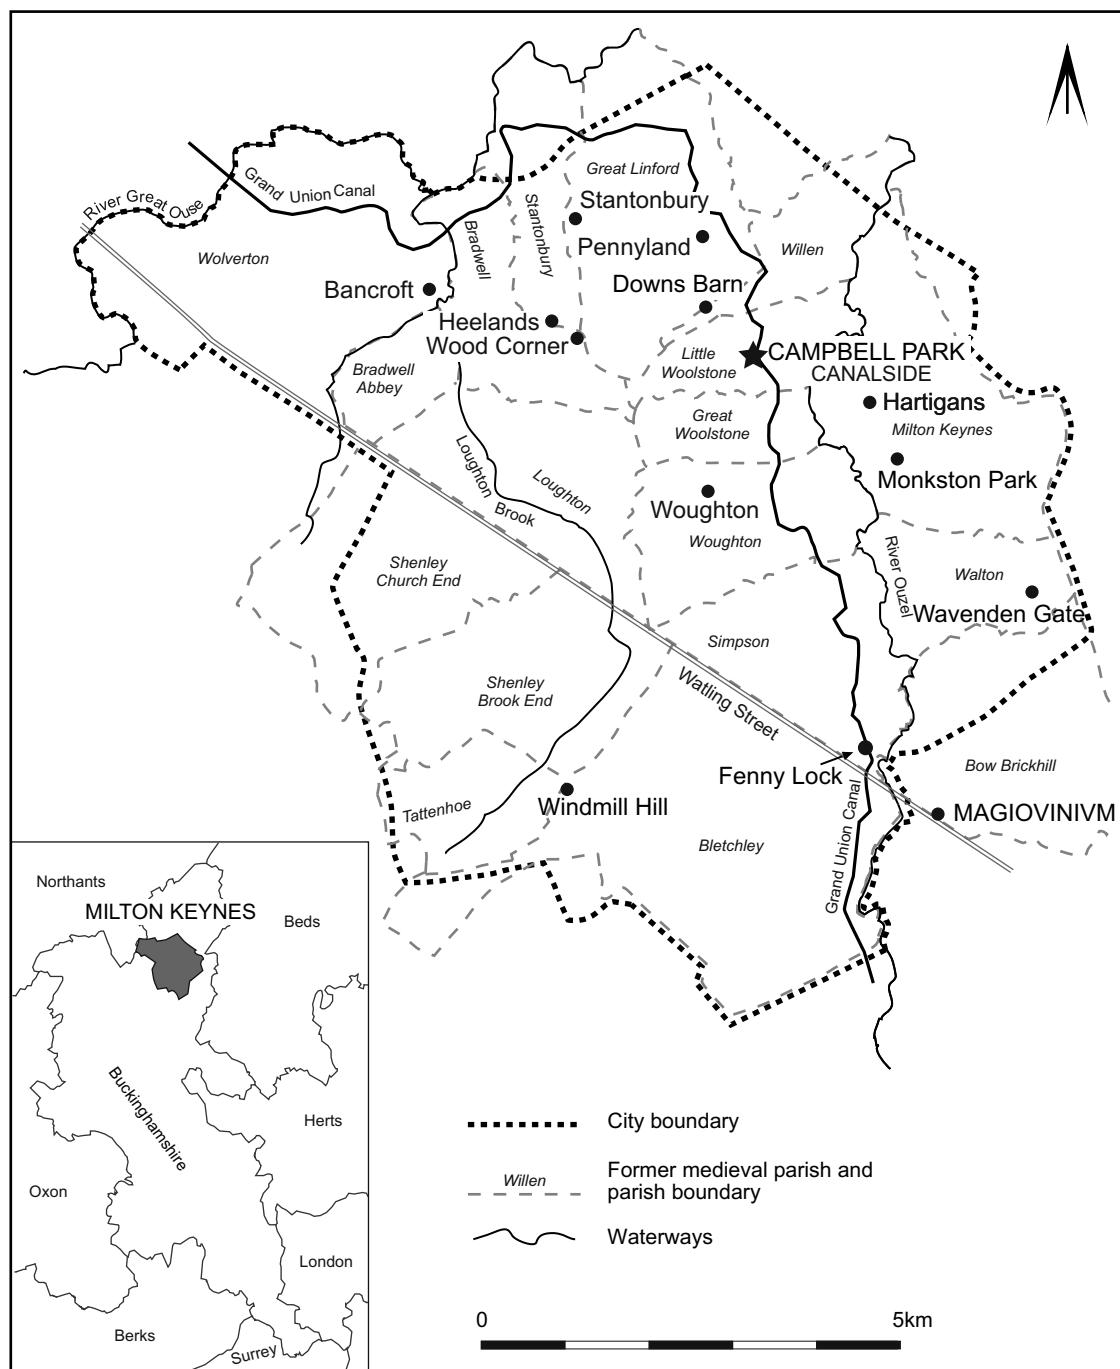 Great Linford
River Great Ouse
Grand Union Canal
Stantonbury
Stantonbury
Bradwell
Pennyland
Willen
Wolverton
Bancroft
Downs Barn
Heelands
Wood Corner
Little
Woolstone
CAMPBELL PARK
CANALSIDE
Bradwell
Abbey
Hartigans
Milton Keynes
Great
Woolstone
Loughton
Brook
Loughton
Monkston Park
Woughton
Woughton
Shenley
Church End
River Ouzel
Walton
Wavenden Gate
Simpson
Shenley
Brook End
Watling Street
Fenny Lock
Bow Brickhill
Tattenhoe
Windmill Hill
MAGIOVINIVM
Bletchley
Grand Union Canal
Northants
MILTON KEYNES
Beds
Buckinghamshire
Herts
Oxon
London
Berks
Surrey
City boundary
Willen
Former medieval parish and
parish boundary
Waterways
0
5km